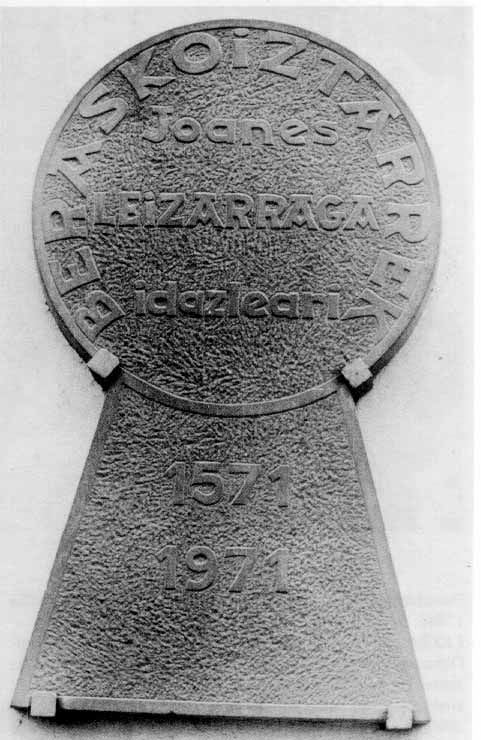 BERASKOiZTARREK
Joanes
LEiZARRAGA
idazleari
1571
1971